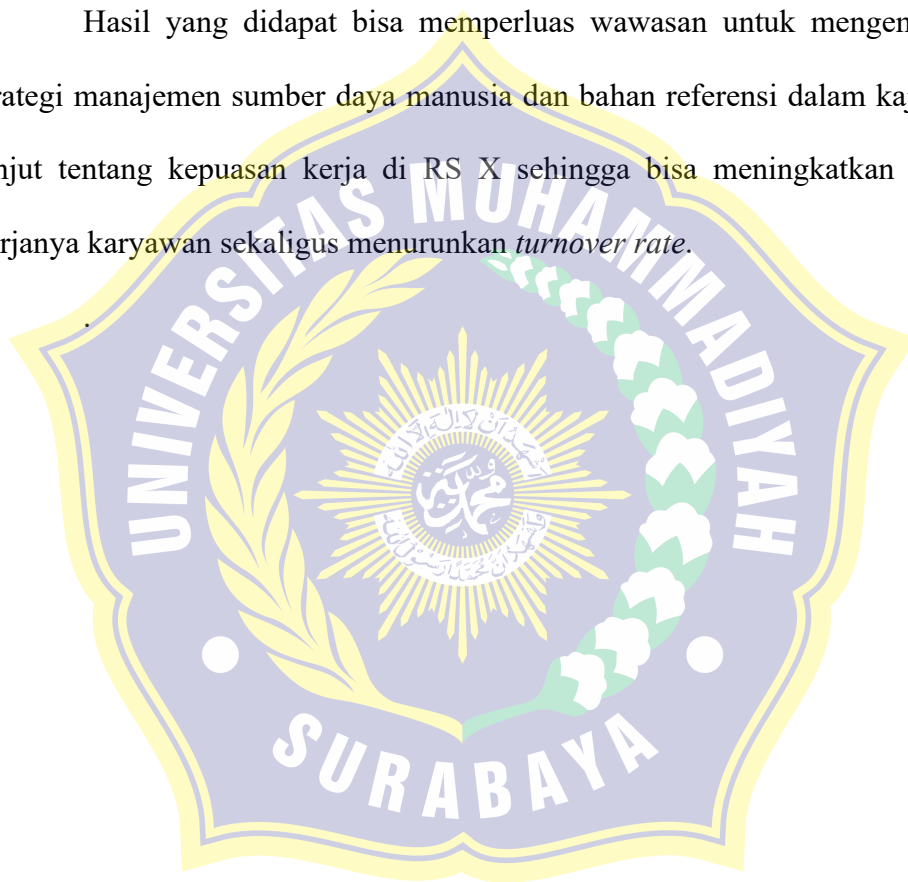 Hasil yang didapat bisa memperluas wawasan untuk mengen
rategi manajemen sumber daya manusia dan bahan referensi dalam kaj
njut tentang kepuasan kerja di RS X sehingga bisa meningkatkan
rjanya karyawan sekaligus menurunkan turnover rate.
.
UNIVERSITAS MUHAMMADIYAH
SURABAYA